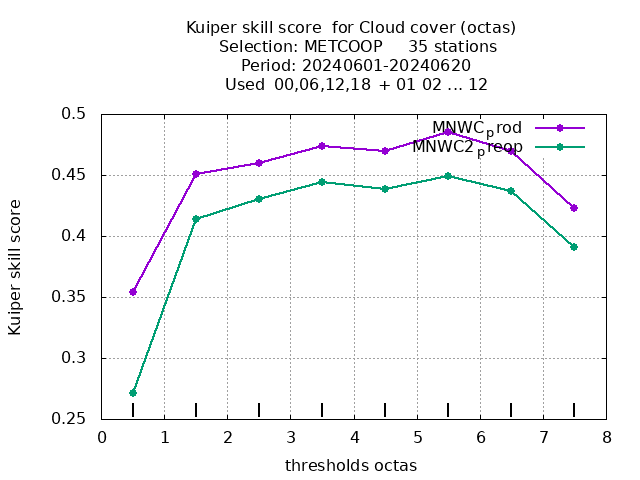 Kuiper skill score  for Cloud cover (octas)
Selection: METCOOP     35 stations
Period: 20240601-20240620
Used  00,06,12,18 + 01 02 ... 12
MNWC_prod
MNWC2_preop
0.5
0.45
0.4
0.35
0.3
0.25
Kuiper skill score
0 1 2 3 4 5 6 7 8
thresholds octas